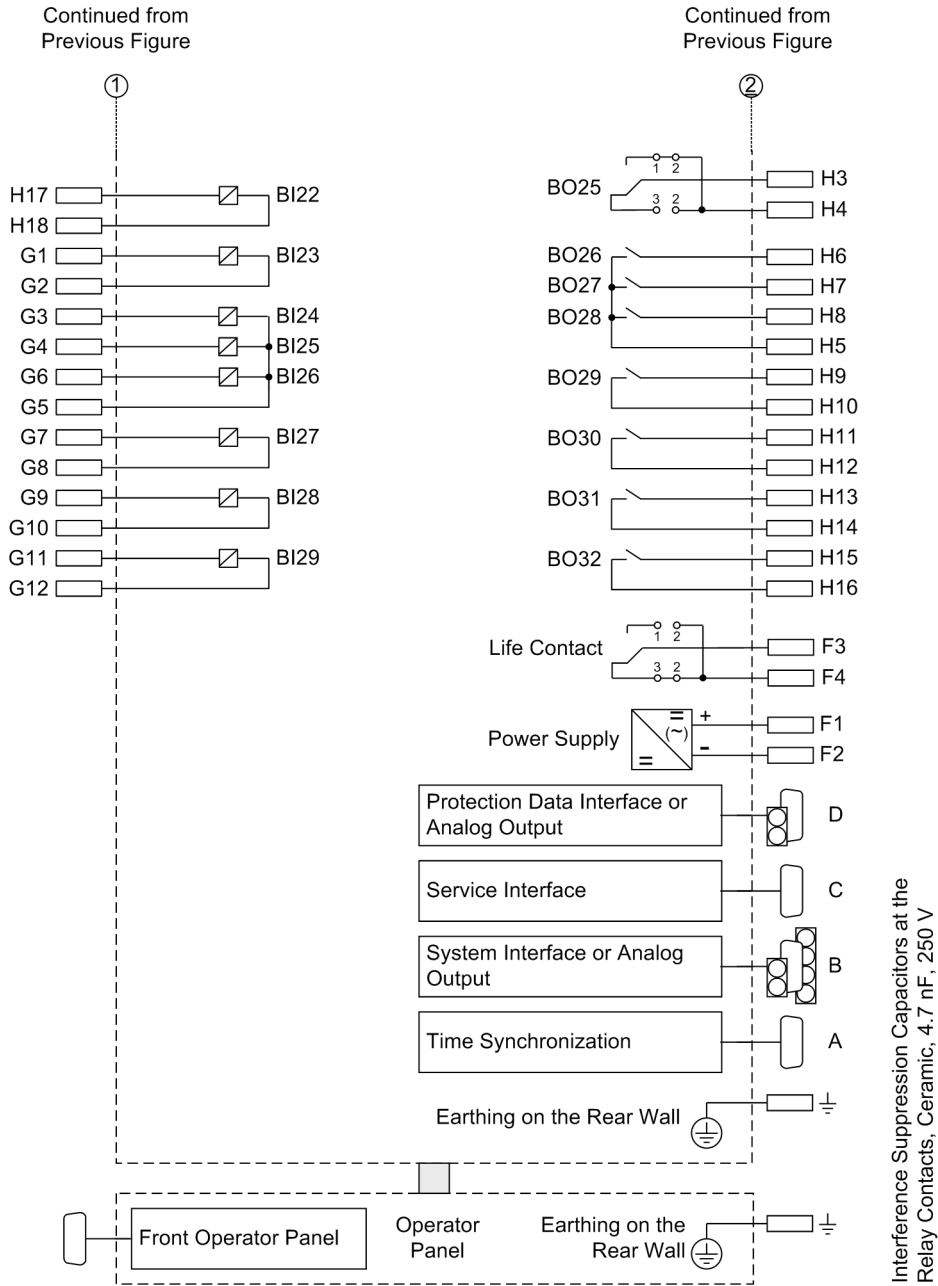 Continued from
Previous Figure
Continued from
Previous Figure
1
2
H17
BI22
H18
G1
BI23
G2
G3
BI24
G4
BI25
G6
BI26
G5
G7
BI27
G8
G9
BI28
G10
G11
BI29
G12
BO25
1 2
3 2
H3
H4
BO26
H6
BO27
H7
BO28
H8
H5
BO29
H9
H10
BO30
H11
H12
BO31
H13
H14
BO32
H15
H16
Life Contact
1 2
3 2
F3
F4
Power Supply
=
(~)
=
+
-
F1
F2
Protection Data Interface or
Analog Output
D
Service Interface
C
System Interface or Analog
Output
B
Time Synchronization
A
Earthing on the Rear Wall
Front Operator Panel
Operator
Panel
Earthing on the
Rear Wall
Interference Suppression Capacitors at the
Relay Contacts, Ceramic, 4.7 nF, 250 V